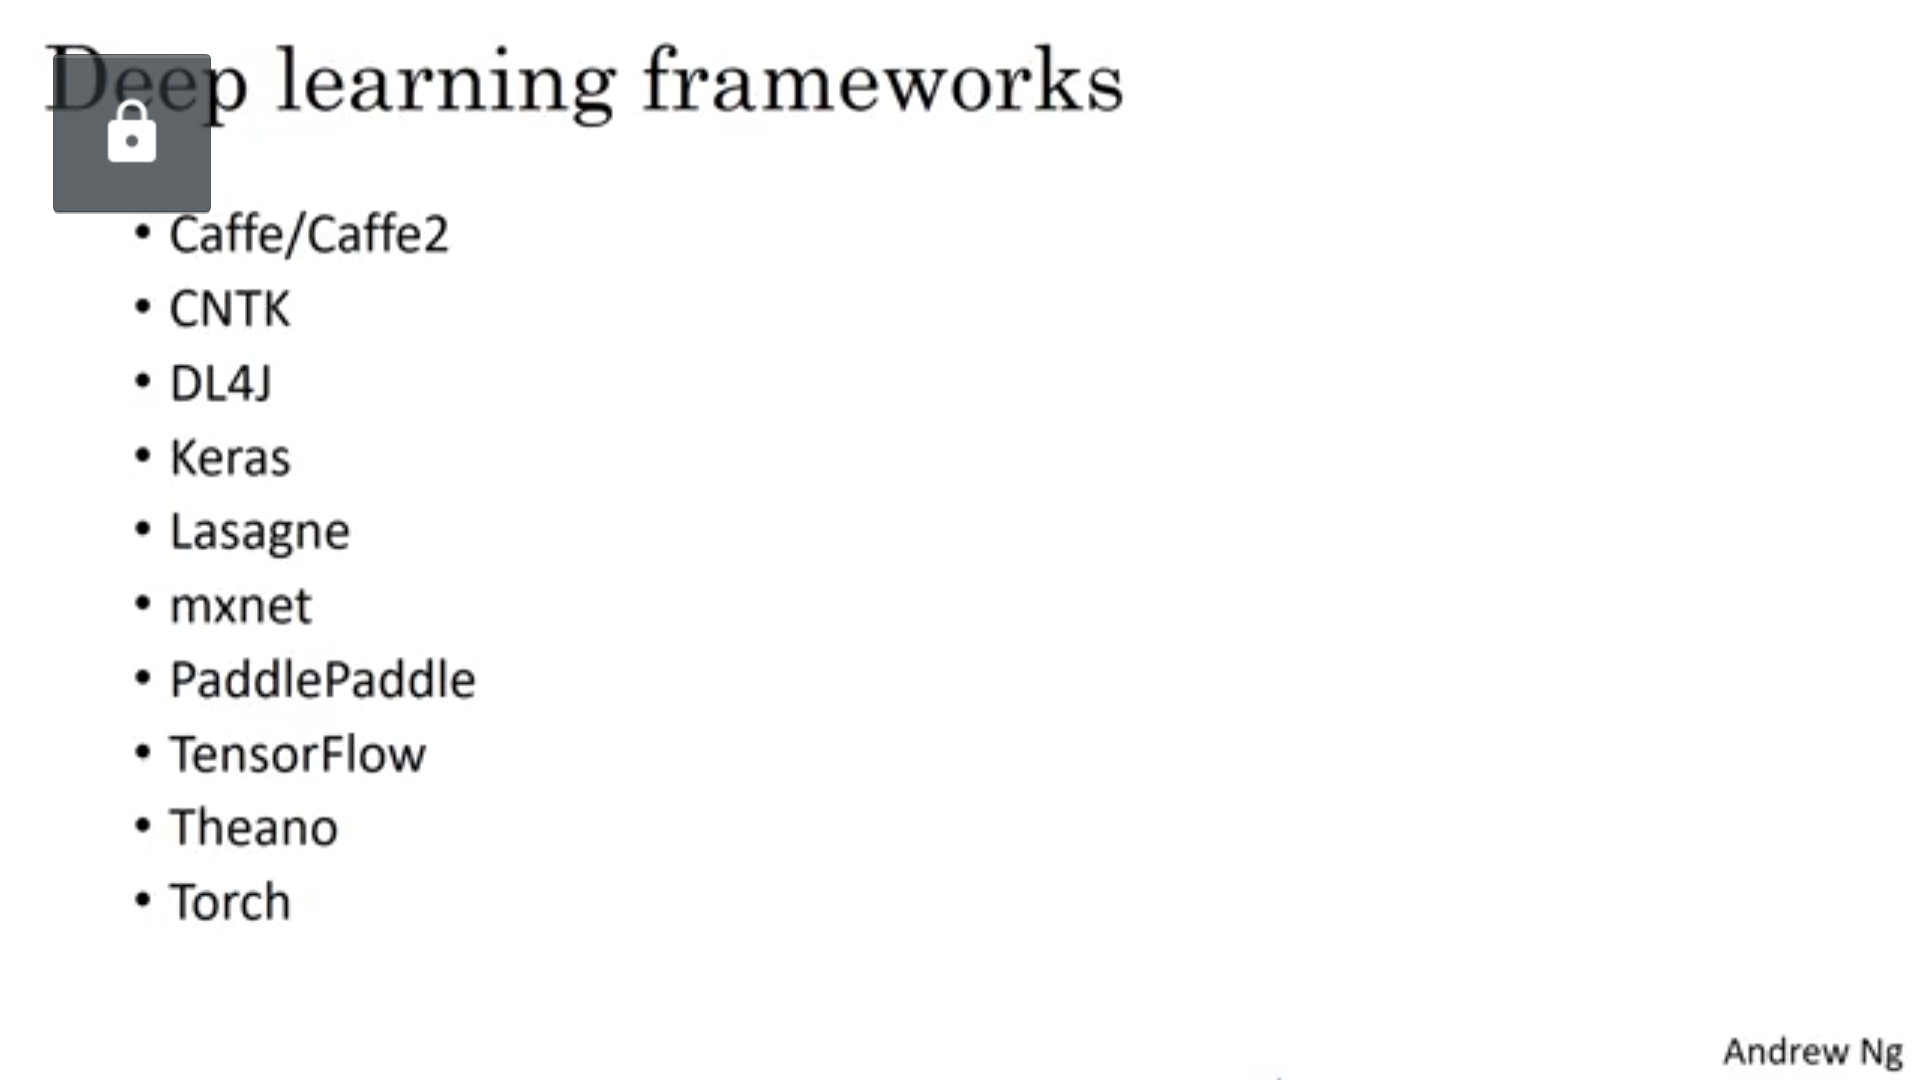 Deep learning frameworks
• Caffe/Caffe2
• CNTK
• DL4J
• Keras
• Lasagne
• mxnet
• PaddlePaddle
• TensorFlow
• Theano
• Torch
Andrew Ng